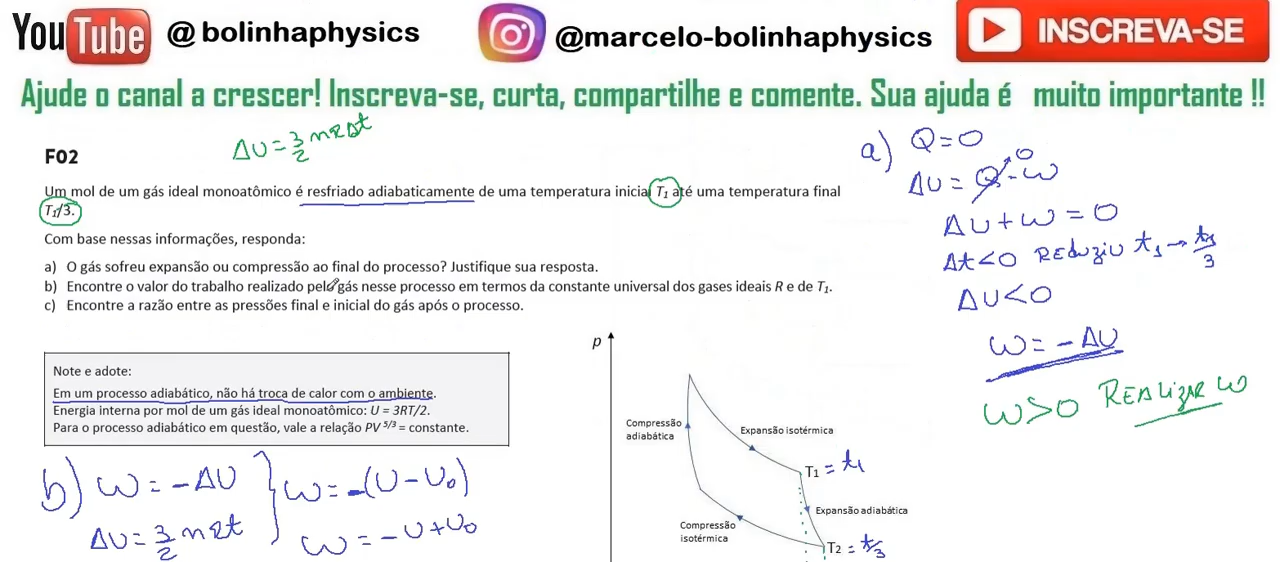 YouTube @bolinhaphysics @marcelo-bolinhaphysics INSCREVA-SE
Ajude o canal a crescer! Inscreva-se, curta, compartilhe e comente. Sua ajuda é muito importante !!
ΔU = 3/2 nRΔt
F02
Um mol de um gás ideal monoatômico é resfriado adiabaticamente de uma temperatura inicial T₁ até uma temperatura final
T₁/3.
Com base nessas informações, responda:
a) O gás sofreu expansão ou compressão ao final do processo? Justifique sua resposta.
b) Encontre o valor do trabalho realizado pelo gás nesse processo em termos da constante universal dos gases ideais R e de T₁.
c) Encontre a razão entre as pressões final e inicial do gás após o processo.
Note e adote:
Em um processo adiabático, não há troca de calor com o ambiente.
Energia interna por mol de um gás ideal monoatômico: U = 3RT/2.
Para o processo adiabático em questão, vale a relação PV ⁵/³ = constante.
a) Q = 0
ΔU = Q - W
0
ΔU + W = 0
Δt < 0 REDUZIU t₁ → t₁/3
ΔU < 0
W = - ΔU
W > 0 REALIZAR W
p
Compressão
adiabática
Expansão isotérmica
T₁ = t₁
Expansão adiabática
Compressão
isotérmica
T₂ = t/3
b) W = - ΔU
ΔU = 3/2 nRt
W = -(U - U₀)
W = - U + U₀